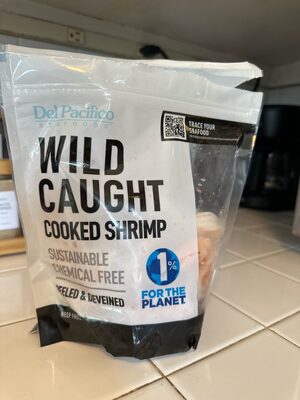 Del Pacifico
SEAFOODS
TRACE YOUR
SEAFOOD
WILD
CAUGHT
COOKED SHRIMP
SUSTAINABLE
CHEMICAL FREE
PEELED & DEVEINED
1%
FOR THE
PLANET
KEEP